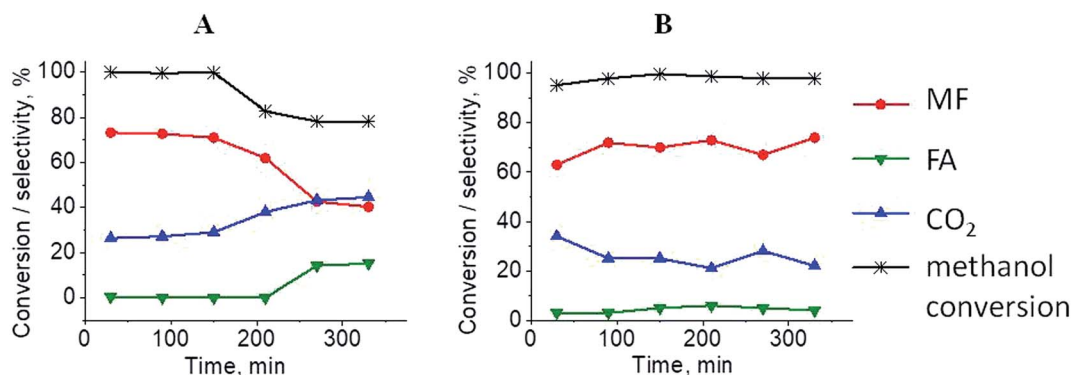 A
B
Conversion / selectivity, %
100
80
60
40
20
0
0
100
200
300
Time, min
Conversion / selectivity, %
100
80
60
40
20
0
0
100
200
300
Time, min
MF
FA
CO₂
methanol
conversion